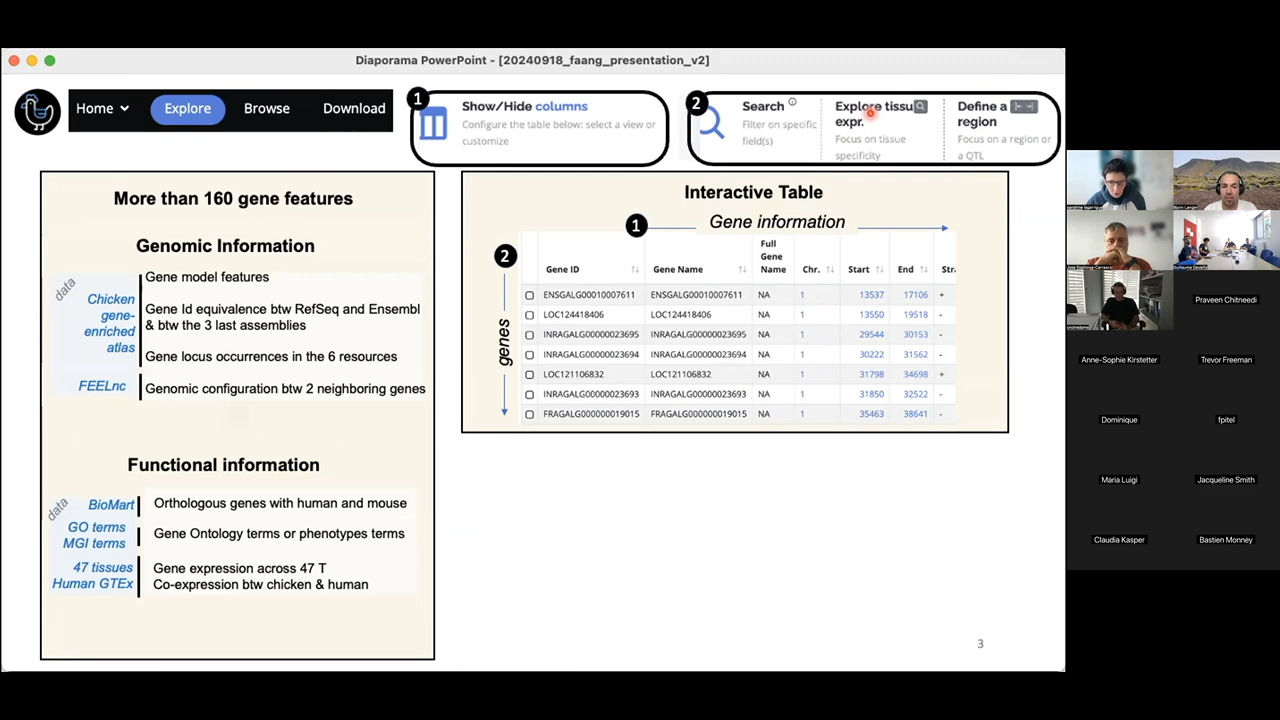 Diaporama PowerPoint - [20240918_faang_presentation_v2]
Home
Explore
Browse
Download
1
Show/Hide columns
Configure the table below: select a view or
customize
2
Search
Filter on specific
field(s)
Explore tissu
expr.
Focus on tissue
specificity
Define a
region
Focus on a region or
a QTL
More than 160 gene features
Genomic Information
data
Chicken
gene-
enriched
atlas
Gene model features
Gene Id equivalence btw RefSeq and Ensembl
& btw the 3 last assemblies
Gene locus occurrences in the 6 resources
FEELnc
Genomic configuration btw 2 neighboring genes
Functional information
data
BioMart
Orthologous genes with human and mouse
GO terms
MGI terms
Gene Ontology terms or phenotypes terms
47 tissues
Human GTEx
Gene expression across 47 T
Co-expression btw chicken & human
Interactive Table
1
Gene information
2
genes
Gene ID Gene Name Full Gene Name Chr. Start End Stra
ENSGALG00010007611 ENSGALG00010007611 NA 1 13537 17106 +
LOC124418406 LOC124418406 NA 1 13550 19518 -
INRAGALG00000023695 INRAGALG00000023695 NA 1 29544 30153 -
INRAGALG00000023694 INRAGALG00000023694 NA 1 30222 31562 -
LOC121106832 LOC121106832 NA 1 31798 34698 +
INRAGALG00000023693 INRAGALG00000023693 NA 1 31850 32522 -
FRAGALG000000019015 FRAGALG000000019015 NA 1 35463 38641 -
3
Bjorn Langer
Jose Espinosa-Carrasco
Guillaume Devailly
Praveen Chitneedi
Anne-Sophie Kirstetter
Trevor Freeman
Dominique
fpitel
Maria Luigi
Jacqueline Smith
Claudia Kasper
Bastien Monney